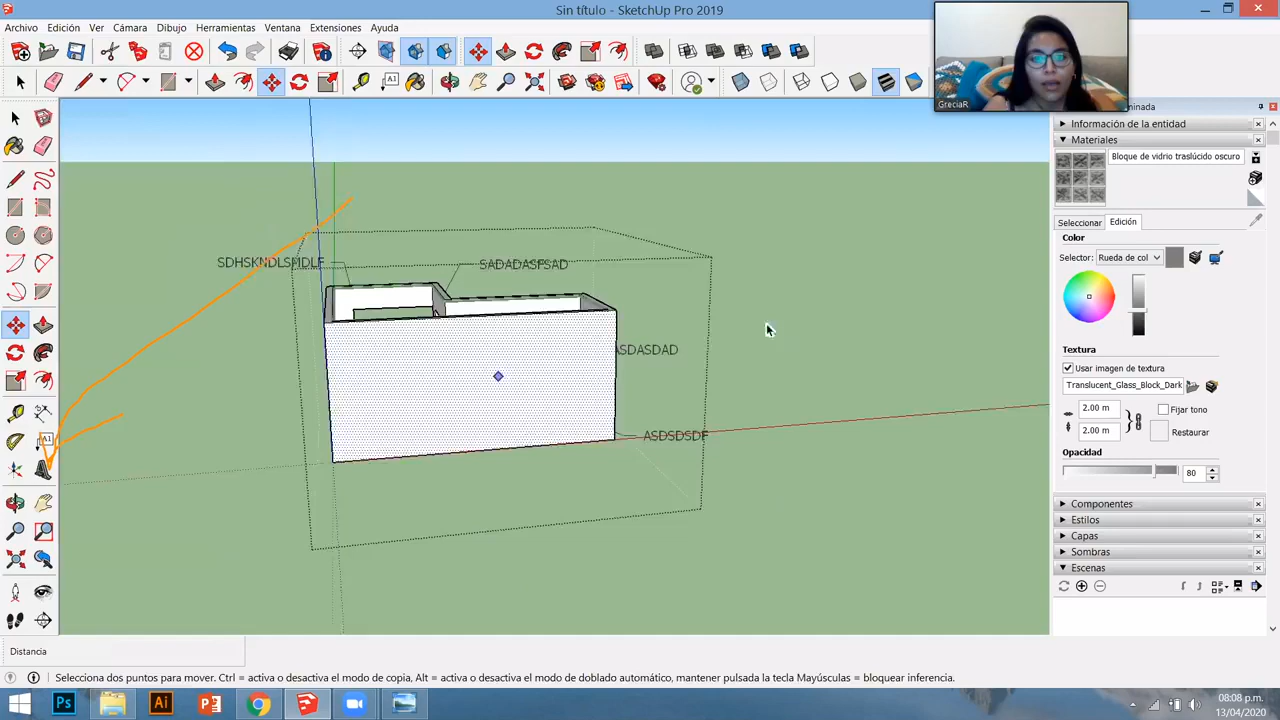 Sin título - SketchUp Pro 2019
Archivo Edición Ver Cámara Dibujo Herramientas Ventana Extensiones Ayuda
GreciaR
Información de la entidad
Materiales
Bloque de vidrio traslúcido oscuro
Seleccionar Edición
Color
Selector: Rueda de col
Textura
Usar imagen de textura
Translucent_Glass_Block_Dark
2.00 m
Fijar tono
2.00 m
Restaurar
Opacidad
80
Componentes
Estilos
Capas
Sombras
Escenas
SADADASFSAD
ASDASDAD
ASDSDSDF
Distancia
Selecciona dos puntos para mover. Ctrl = activa o desactiva el modo de copia, Alt = activa o desactiva el modo de doblado automático, mantener pulsada la tecla Mayúsculas = bloquear inferencia.
Ps Ai
08:08 p.m.
13/04/2020